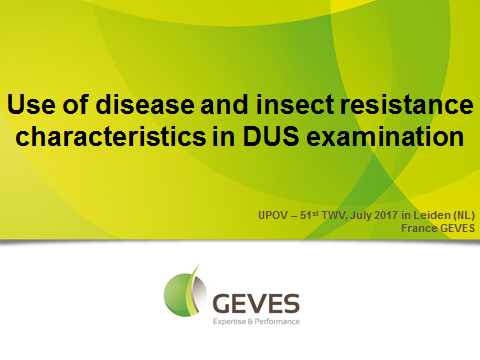 Use of disease and insect resistance
characteristics in DUS examination
UPOV – 51st TWV, July 2017 in Leiden (NL)
France GEVES
GEVES
Expertise & Performance